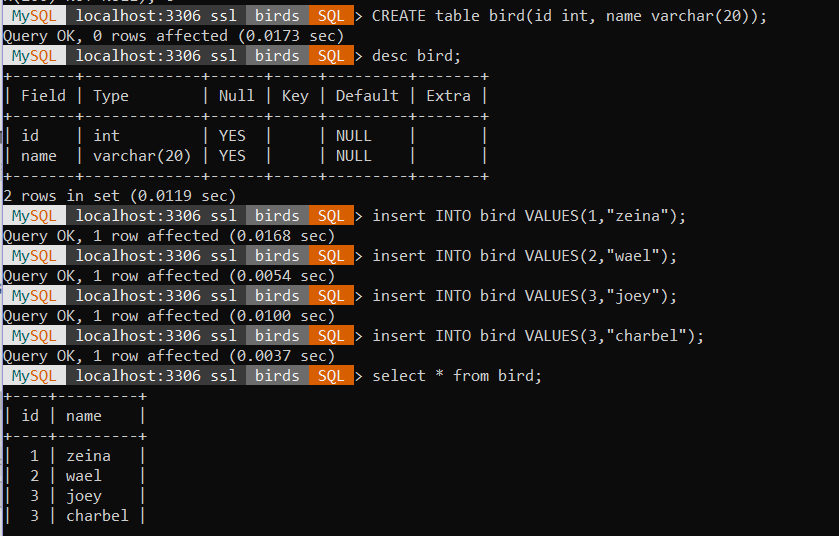 MySQL localhost:3306 ssl birds SQL > CREATE table bird(id int, name varchar(20));
Query OK, 0 rows affected (0.0173 sec)
MySQL localhost:3306 ssl birds SQL > desc bird;
+-------+-------------+------+-----+---------+-------+
| Field | Type        | Null | Key | Default | Extra |
+-------+-------------+------+-----+---------+-------+
| id    | int         | YES  |     | NULL    |       |
| name  | varchar(20) | YES  |     | NULL    |       |
+-------+-------------+------+-----+---------+-------+
2 rows in set (0.0119 sec)
MySQL localhost:3306 ssl birds SQL > insert INTO bird VALUES(1,"zeina");
Query OK, 1 row affected (0.0168 sec)
MySQL localhost:3306 ssl birds SQL > insert INTO bird VALUES(2,"wael");
Query OK, 1 row affected (0.0054 sec)
MySQL localhost:3306 ssl birds SQL > insert INTO bird VALUES(3,"joey");
Query OK, 1 row affected (0.0100 sec)
MySQL localhost:3306 ssl birds SQL > insert INTO bird VALUES(3,"charbel");
Query OK, 1 row affected (0.0037 sec)
MySQL localhost:3306 ssl birds SQL > select * from bird;
+----+---------+
| id | name    |
+----+---------+
|  1 | zeina   |
|  2 | wael    |
|  3 | joey    |
|  3 | charbel |